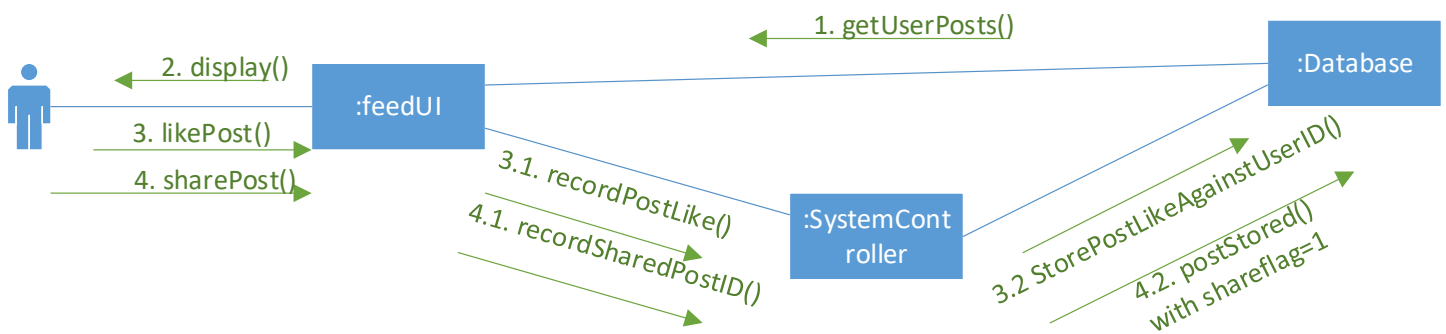 1. getUserPosts()
2. display()
:feedUI
:Database
3. likePost()
4. sharePost()
3.1. recordPostLike()
4.1. recordSharedPostID()
:SystemCont
roller
3.2 StorePostLikeAgainstUserID()
4.2. postStored()
with shareflag=1